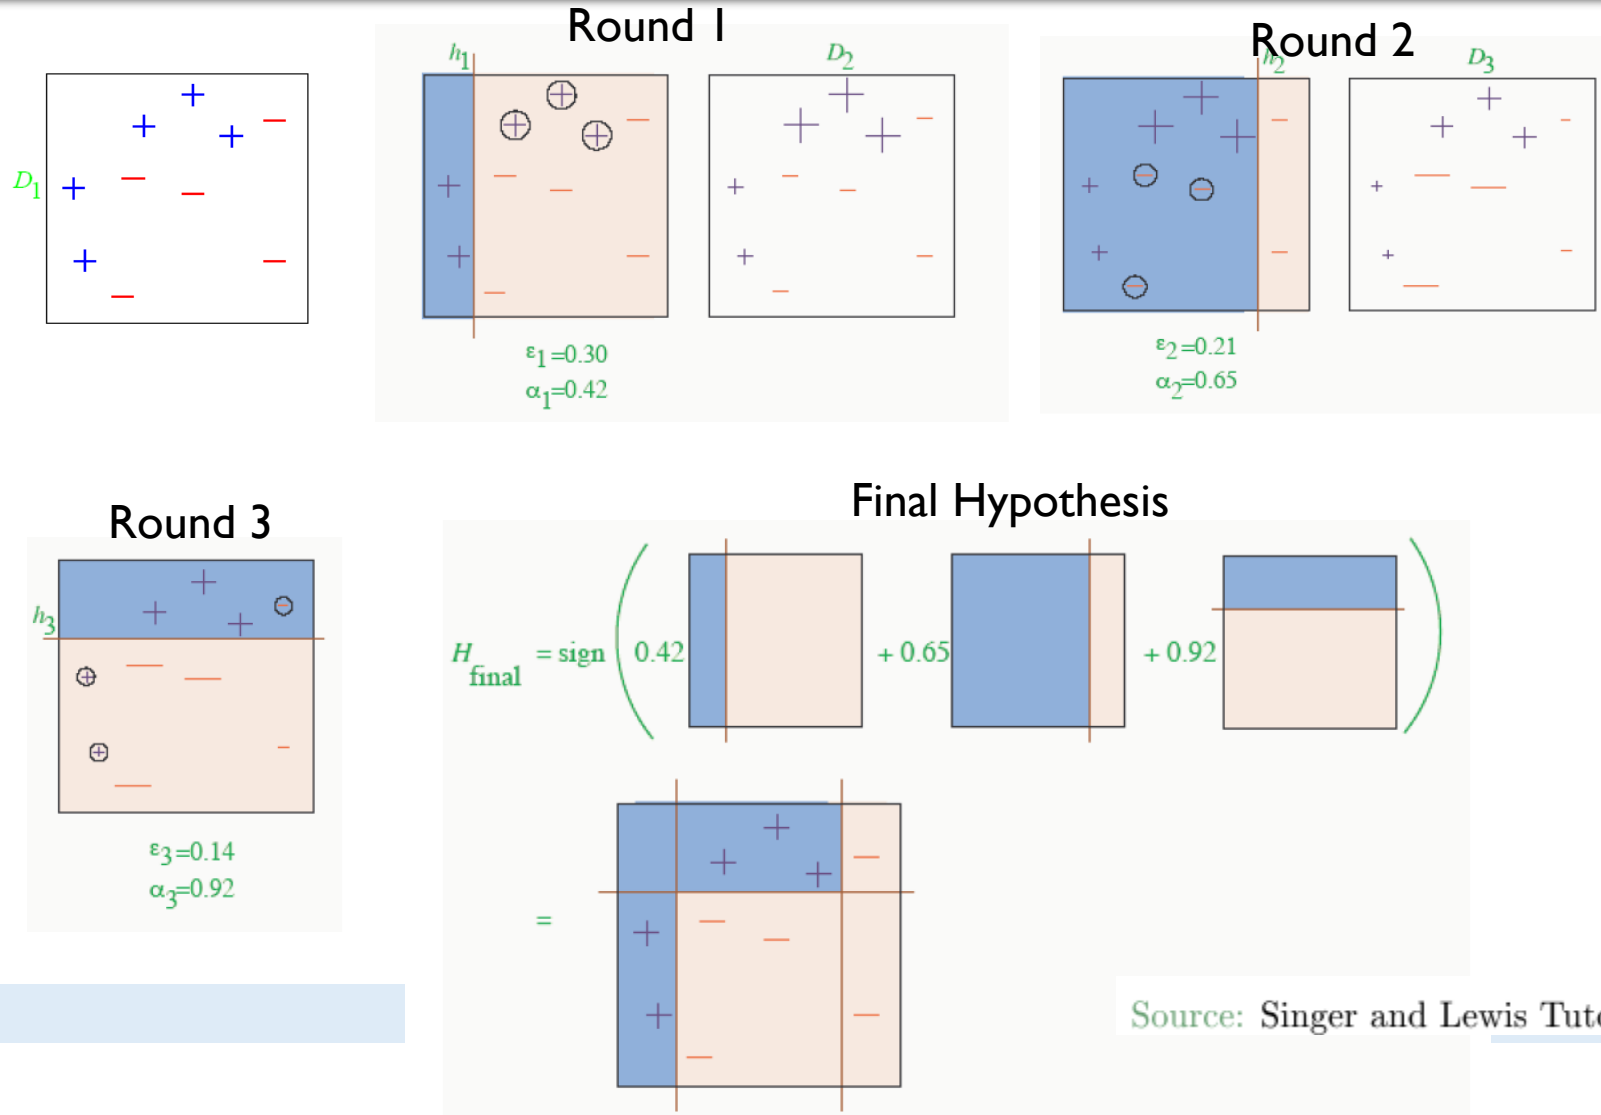 Round 1
Round 2
h1
D2
h2
D3
D1
ε1=0.30
α1=0.42
ε2=0.21
α2=0.65
Final Hypothesis
Round 3
h3
H final = sign ( 0.42 + 0.65 + 0.92 )
ε3=0.14
α3=0.92
=
Source: Singer and Lewis